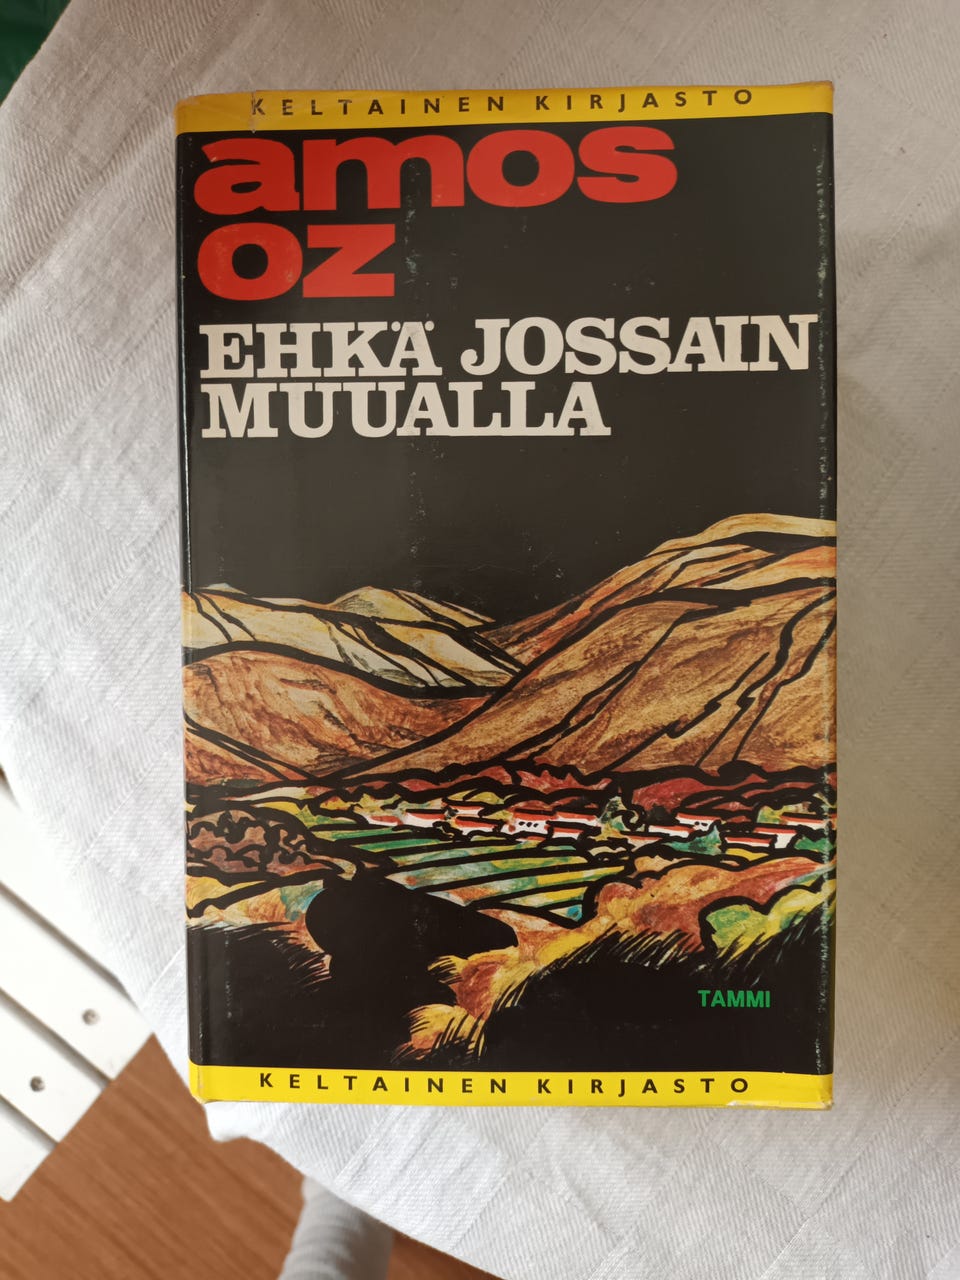 KELTAINEN KIRJASTO
amos
oz
EHKÄ JOSSAIN
MUUALLA
TAMMI
KELTAINEN KIRJASTO